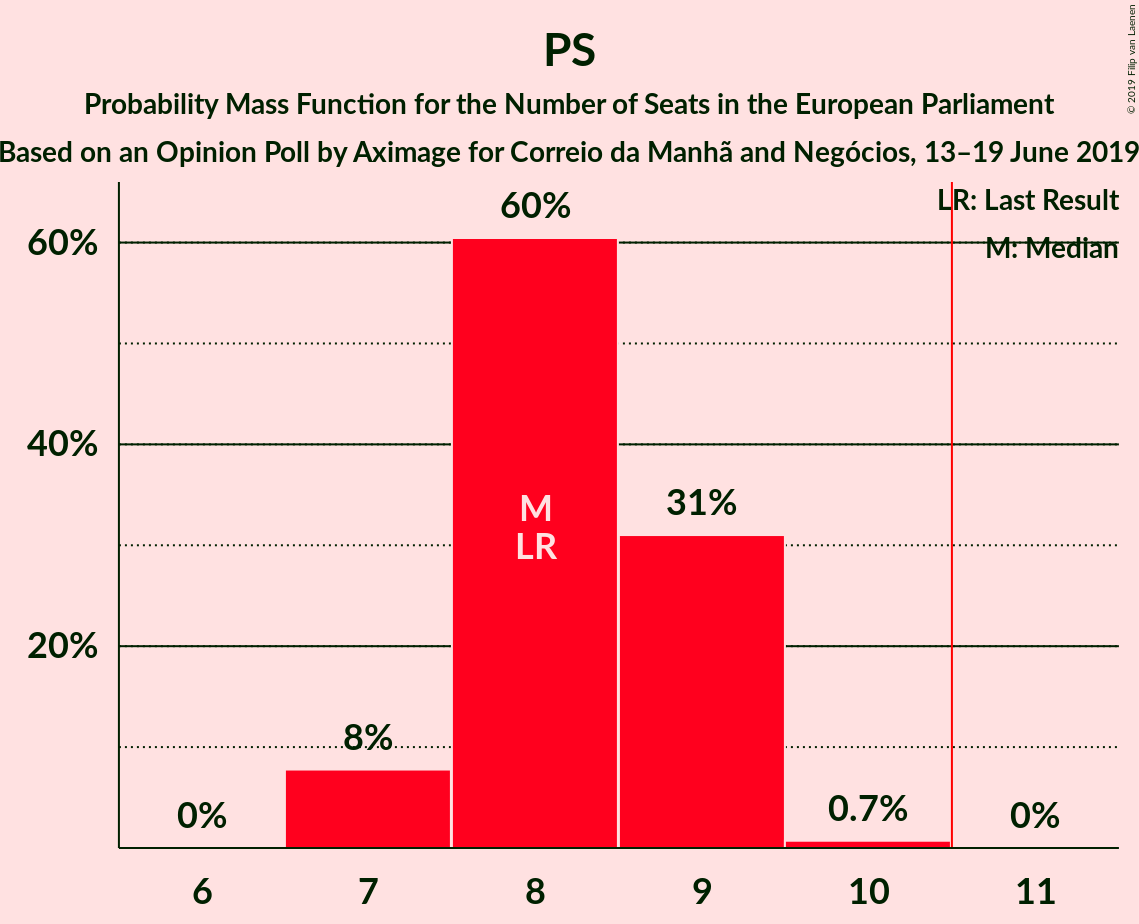 PS
Probability Mass Function for the Number of Seats in the European Parliament
Based on an Opinion Poll by Aximage for Correio da Manhã and Negócios, 13–19 June 2019
© 2019 Filip van Laenen
LR: Last Result
M: Median
60%
40%
20%
0%
8%
60%
M
LR
31%
0.7%
0%
6
7
8
9
10
11